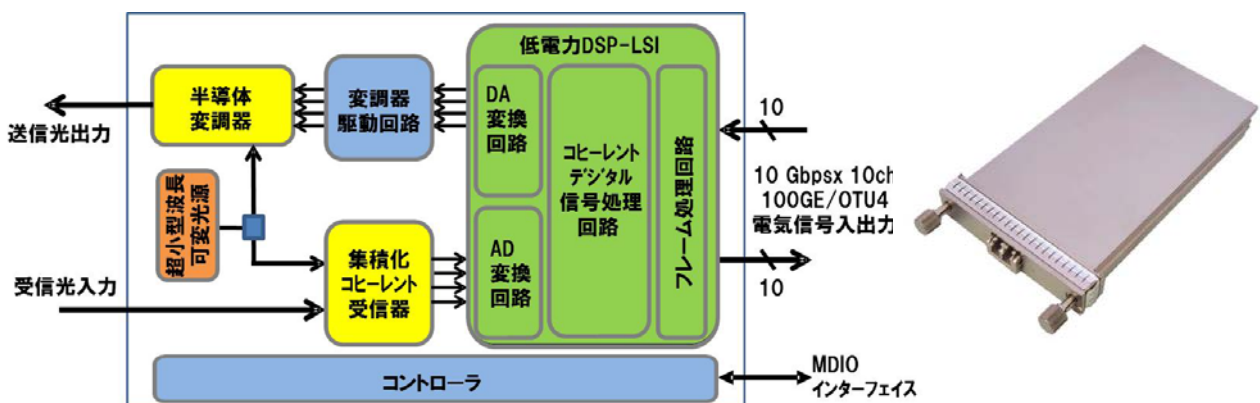 低電力DSP-LSI
半導体
変調器
変調器
駆動回路
DA
変換
回路
コヒーレント
デジタル
信号処理
回路
フレーム処理回路
送信光出力
10
10 Gbpsx 10ch
100GE/OTU4
電気信号入出力
10
超小型波長
可変光源
受信光入力
集積化
コヒーレント
受信器
AD
変換
回路
コントローラ
MDIO
インターフェイス